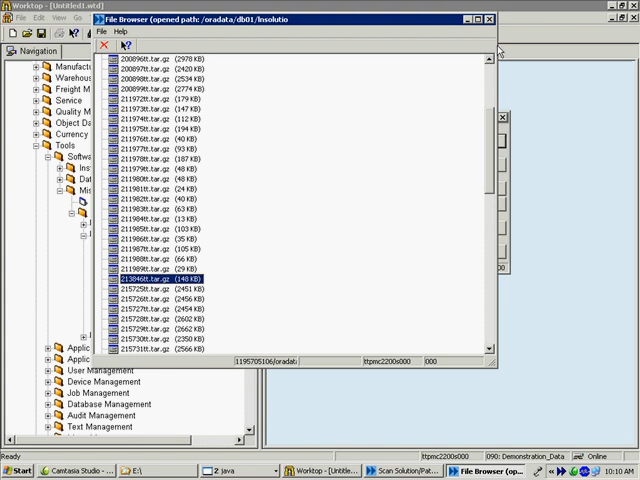 Worktop - [Untitled1.wtd]
File Browser (opened path: /oradata/db01/lnsolutio
File Help
Navigation
Manufact
Warehous
Freight M
Service
Quality M
Object Da
Currency
Tools
Softwa
Ins
Dat
Mis
Applic
Applic
User Management
Device Management
Job Management
Database Management
Audit Management
Text Management
200896tt.tar.gz (2978 KB)
200897tt.tar.gz (2420 KB)
200898tt.tar.gz (2534 KB)
200899tt.tar.gz (2774 KB)
211972tt.tar.gz (179 KB)
211973tt.tar.gz (147 KB)
211974tt.tar.gz (112 KB)
211975tt.tar.gz (194 KB)
211976tt.tar.gz (40 KB)
211977tt.tar.gz (93 KB)
211978tt.tar.gz (187 KB)
211979tt.tar.gz (48 KB)
211980tt.tar.gz (48 KB)
211981tt.tar.gz (24 KB)
211982tt.tar.gz (40 KB)
211983tt.tar.gz (63 KB)
211984tt.tar.gz (13 KB)
211985tt.tar.gz (103 KB)
211986tt.tar.gz (35 KB)
211987tt.tar.gz (105 KB)
211988tt.tar.gz (66 KB)
211989tt.tar.gz (29 KB)
213846tt.tar.gz (148 KB)
215725tt.tar.gz (2451 KB)
215726tt.tar.gz (2456 KB)
215727tt.tar.gz (2454 KB)
215728tt.tar.gz (2602 KB)
215729tt.tar.gz (2662 KB)
215730tt.tar.gz (2350 KB)
215731tt.tar.gz (2566 KB)
1195705106/oradat ttpmc2200s000 000
Ready ttpmc2200s000 090: Demonstration_Data Online
Start Camtasia Studio - ... E:\ 2 java Worktop - [Untitle... Scan Solution/Pat... File Browser (op... 10:10 AM